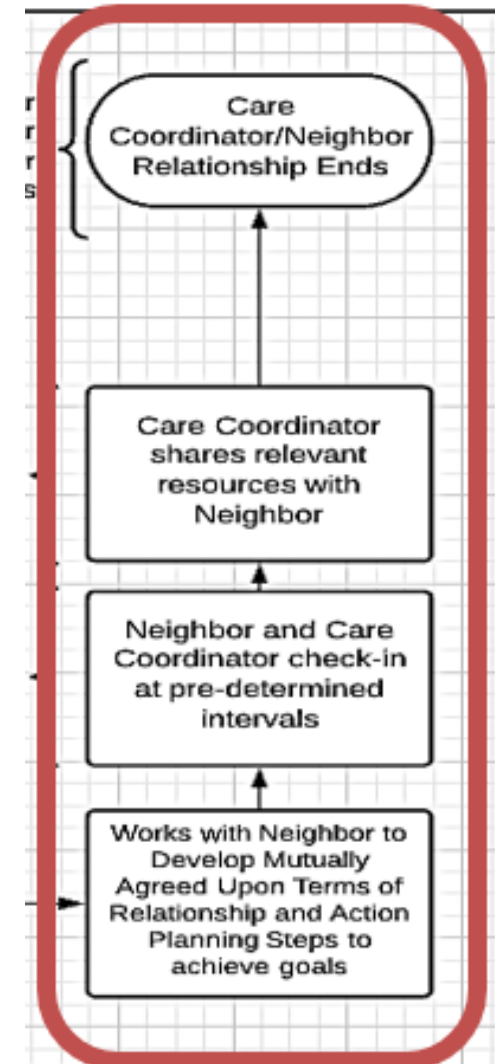 Care
Coordinator/Neighbor
Relationship Ends
Care Coordinator
shares relevant
resources with
Neighbor
Neighbor and Care
Coordinator check-in
at pre-determined
intervals
Works with Neighbor to
Develop Mutually
Agreed Upon Terms of
Relationship and Action
Planning Steps to
achieve goals